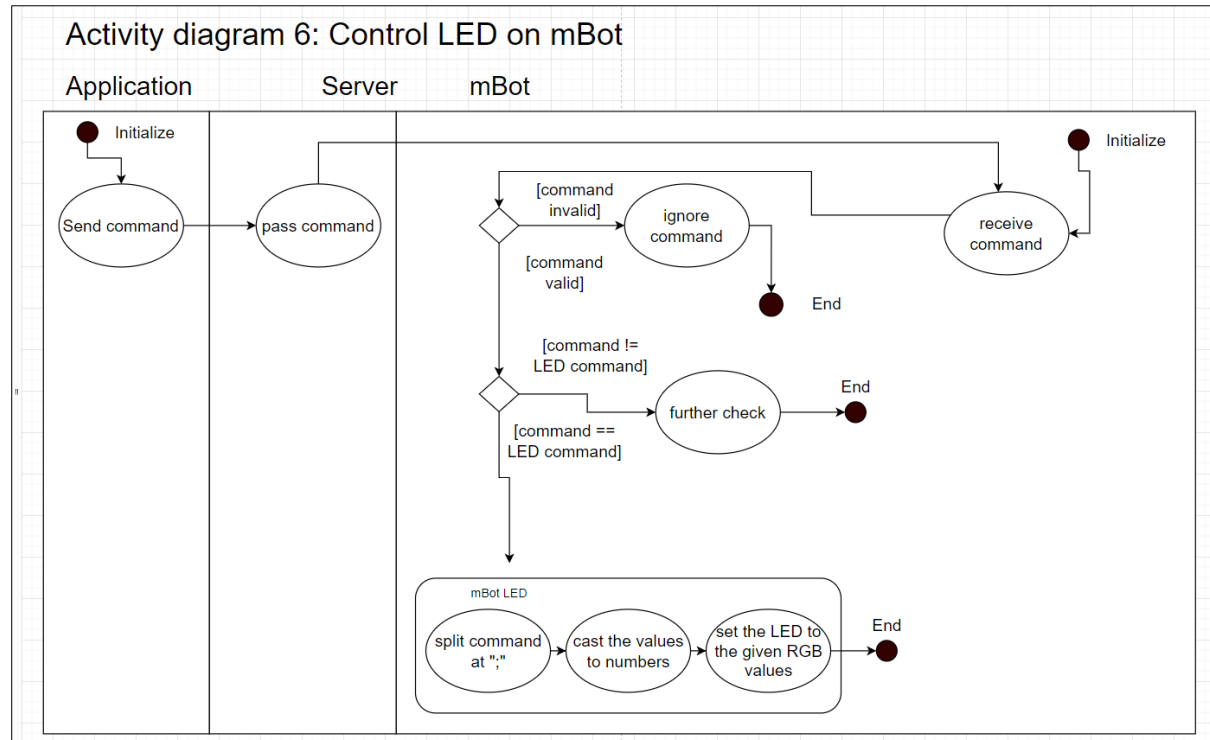 Activity diagram 6: Control LED on mBot
Application
Server
mBot
Initialize
Send command
pass command
Initialize
receive
command
[command
invalid]
ignore
command
[command
valid]
End
[command !=
LED command]
further check
End
[command ==
LED command]
mBot LED
split command
at ";"
cast the values
to numbers
set the LED to
the given RGB
values
End